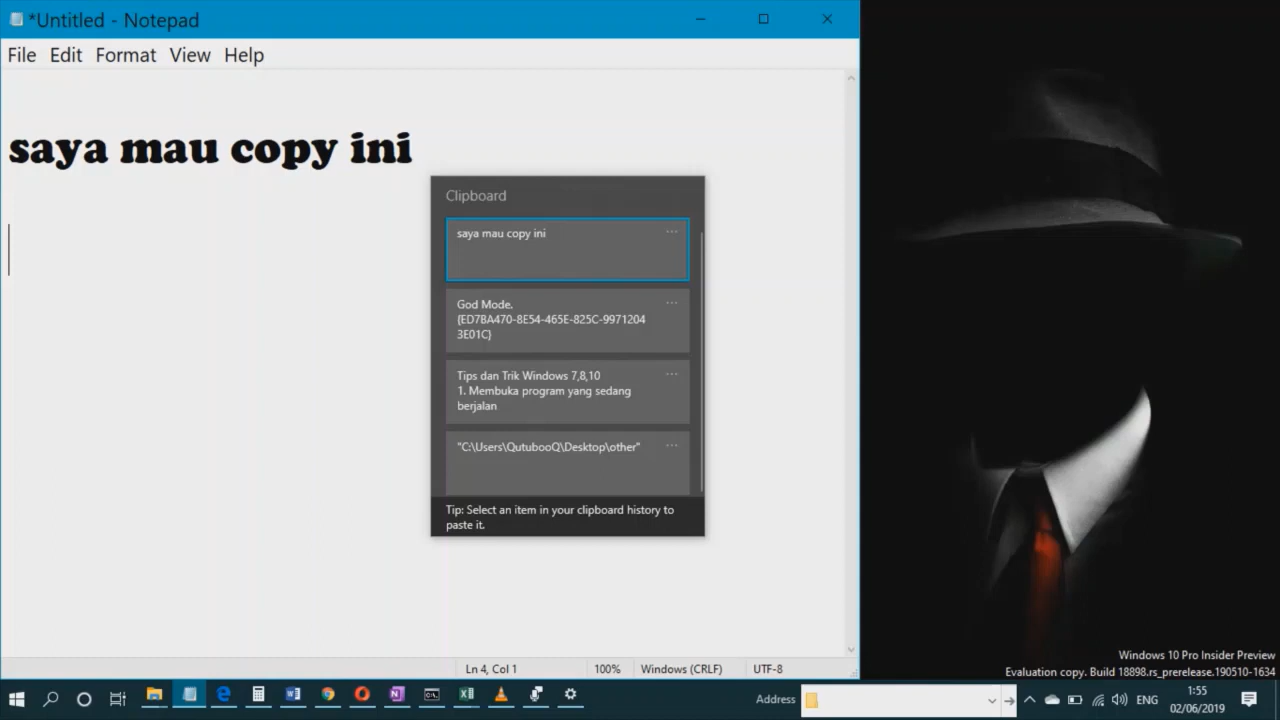 *Untitled - Notepad
File Edit Format View Help
saya mau copy ini
Clipboard
saya mau copy ini
God Mode.
{ED7BA470-8E54-465E-825C-9971204
3E01C}
Tips dan Trik Windows 7,8,10
1. Membuka program yang sedang
berjalan
"C:\Users\QutubooQ\Desktop\other"
Tip: Select an item in your clipboard history to
paste it.
Ln 4, Col 1 100% Windows (CRLF) UTF-8
Windows 10 Pro Insider Preview
Evaluation copy. Build 18898.rs_prerelease.190510-1634
Address
ENG
1:55
02/06/2019